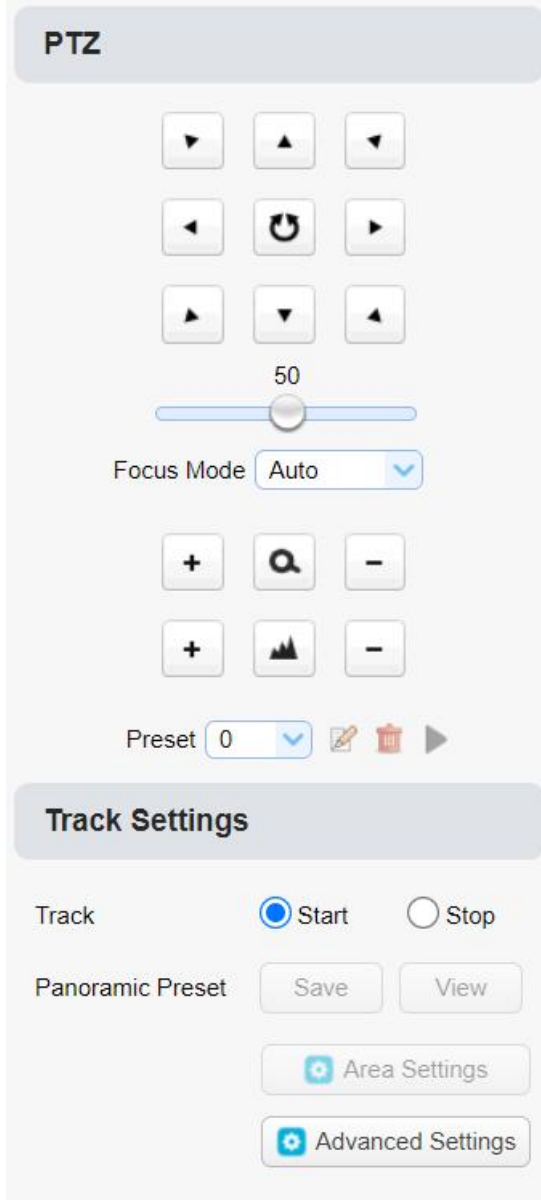 PTZ
50
Focus Mode Auto
+ -
+ -
Preset 0
Track Settings
Track Start Stop
Panoramic Preset Save View
Area Settings
Advanced Settings